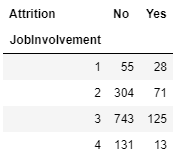 Attrition No Yes
JobInvolvement
1 55 28
2 304 71
3 743 125
4 131 13